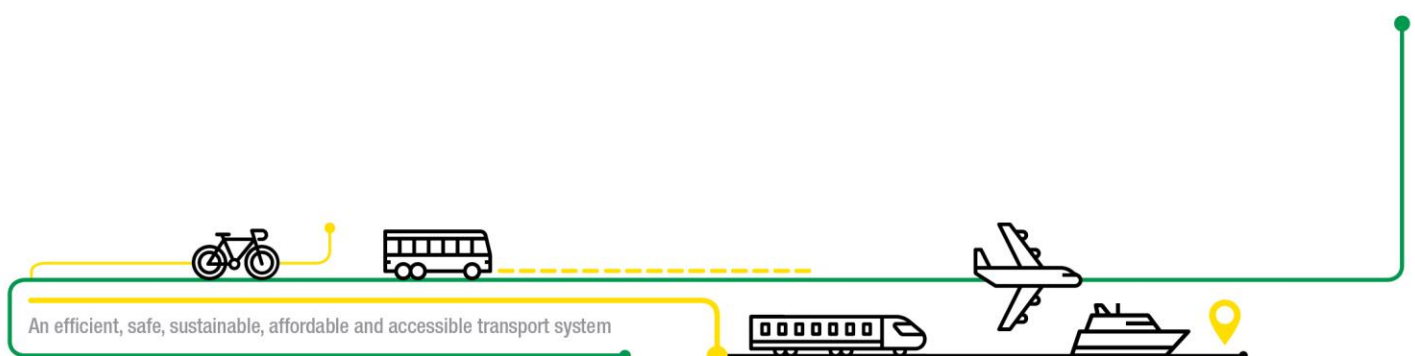 An efficient, safe, sustainable, affordable and accessible transport system